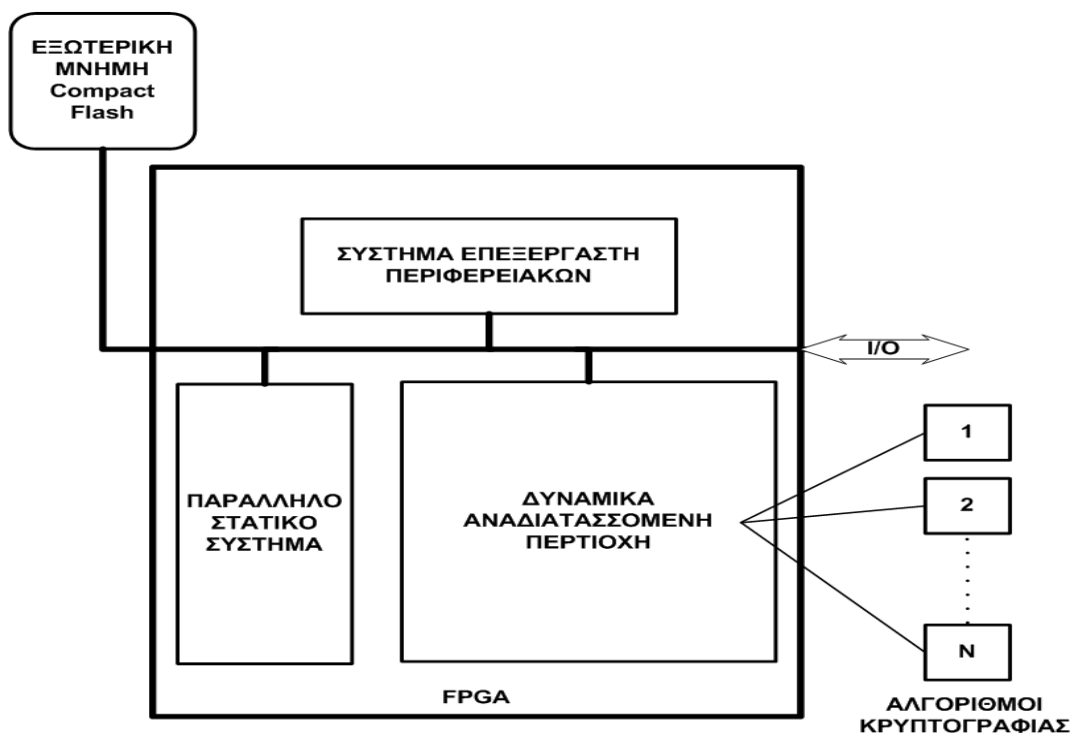 ΕΞΩΤΕΡΙΚΗ
ΜΝΗΜΗ
Compact
Flash
ΣΥΣΤΗΜΑ ΕΠΕΞΕΡΓΑΣΤΗ
ΠΕΡΙΦΕΡΕΙΑΚΩΝ
I/O
ΠΑΡΑΛΛΗΛΟ
ΣΤΑΤΙΚΟ
ΣΥΣΤΗΜΑ
ΔΥΝΑΜΙΚΑ
ΑΝΑΔΙΑΤΑΣΣΟΜΕΝΗ
ΠΕΡΤΙΟΧΗ
1
2
N
FPGA
ΑΛΓΟΡΙΘΜΟΙ
ΚΡΥΠΤΟΓΡΑΦΙΑΣ